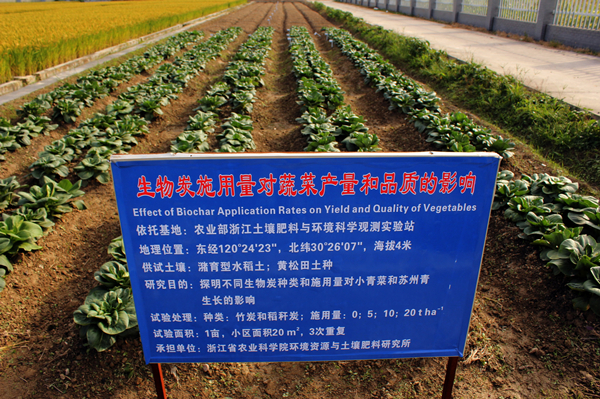 生物炭施用量对蔬菜产量和品质的影响
Effect of Biochar Application Rates on Yield and Quality of Vegetables
依托基地：农业部浙江土壤肥料与环境科学观测实验站
地理位置：东经120°24'23"，北纬30°26'07"，海拔4米
供试土壤：潴育型水稻土；黄松田土种
研究目的：探明不同生物炭种类和施用量对小青菜和苏州青
生长的影响
试验处理：种类：竹炭和稻秆炭；施用量：0；5；10；20 t ha⁻¹
试验面积：1亩，小区面积20 m²，3次重复
承担单位：浙江省农业科学院环境资源与土壤肥料研究所